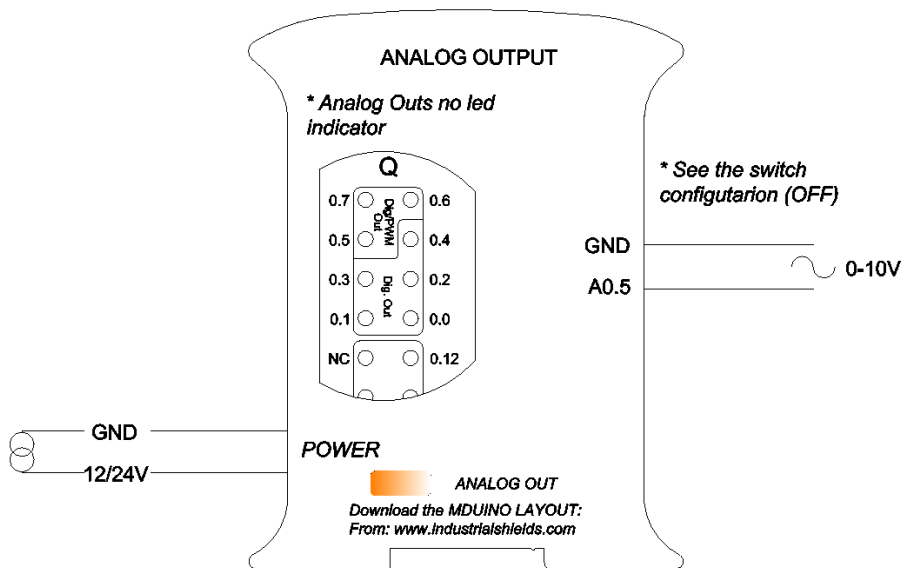 ANALOG OUTPUT
* Analog Outs no led
indicator
Q
0.7
0.6
Dig/PWM
Out
0.5
0.4
0.3
0.2
Dig. Out
0.1
0.0
NC
0.12
* See the switch
configutarion (OFF)
GND
A0.5
0-10V
GND
12/24V
POWER
ANALOG OUT
Download the MDUINO LAYOUT:
From: www.industrialshields.com